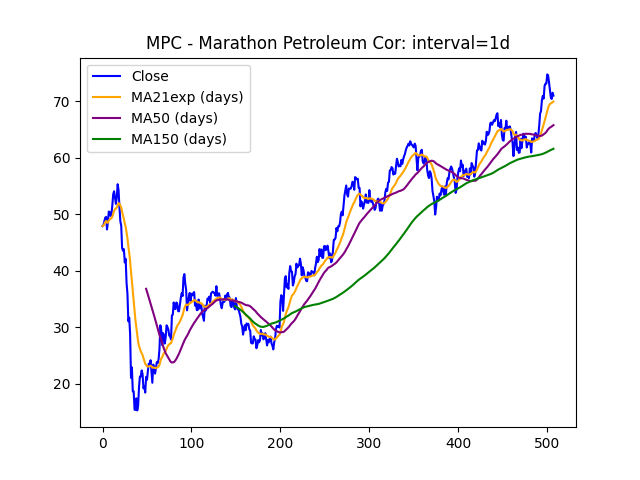 MPC - Marathon Petroleum Cor: interval=1d
Close
MA21exp (days)
MA50 (days)
MA150 (days)
70
60
50
40
30
20
0 100 200 300 400 500